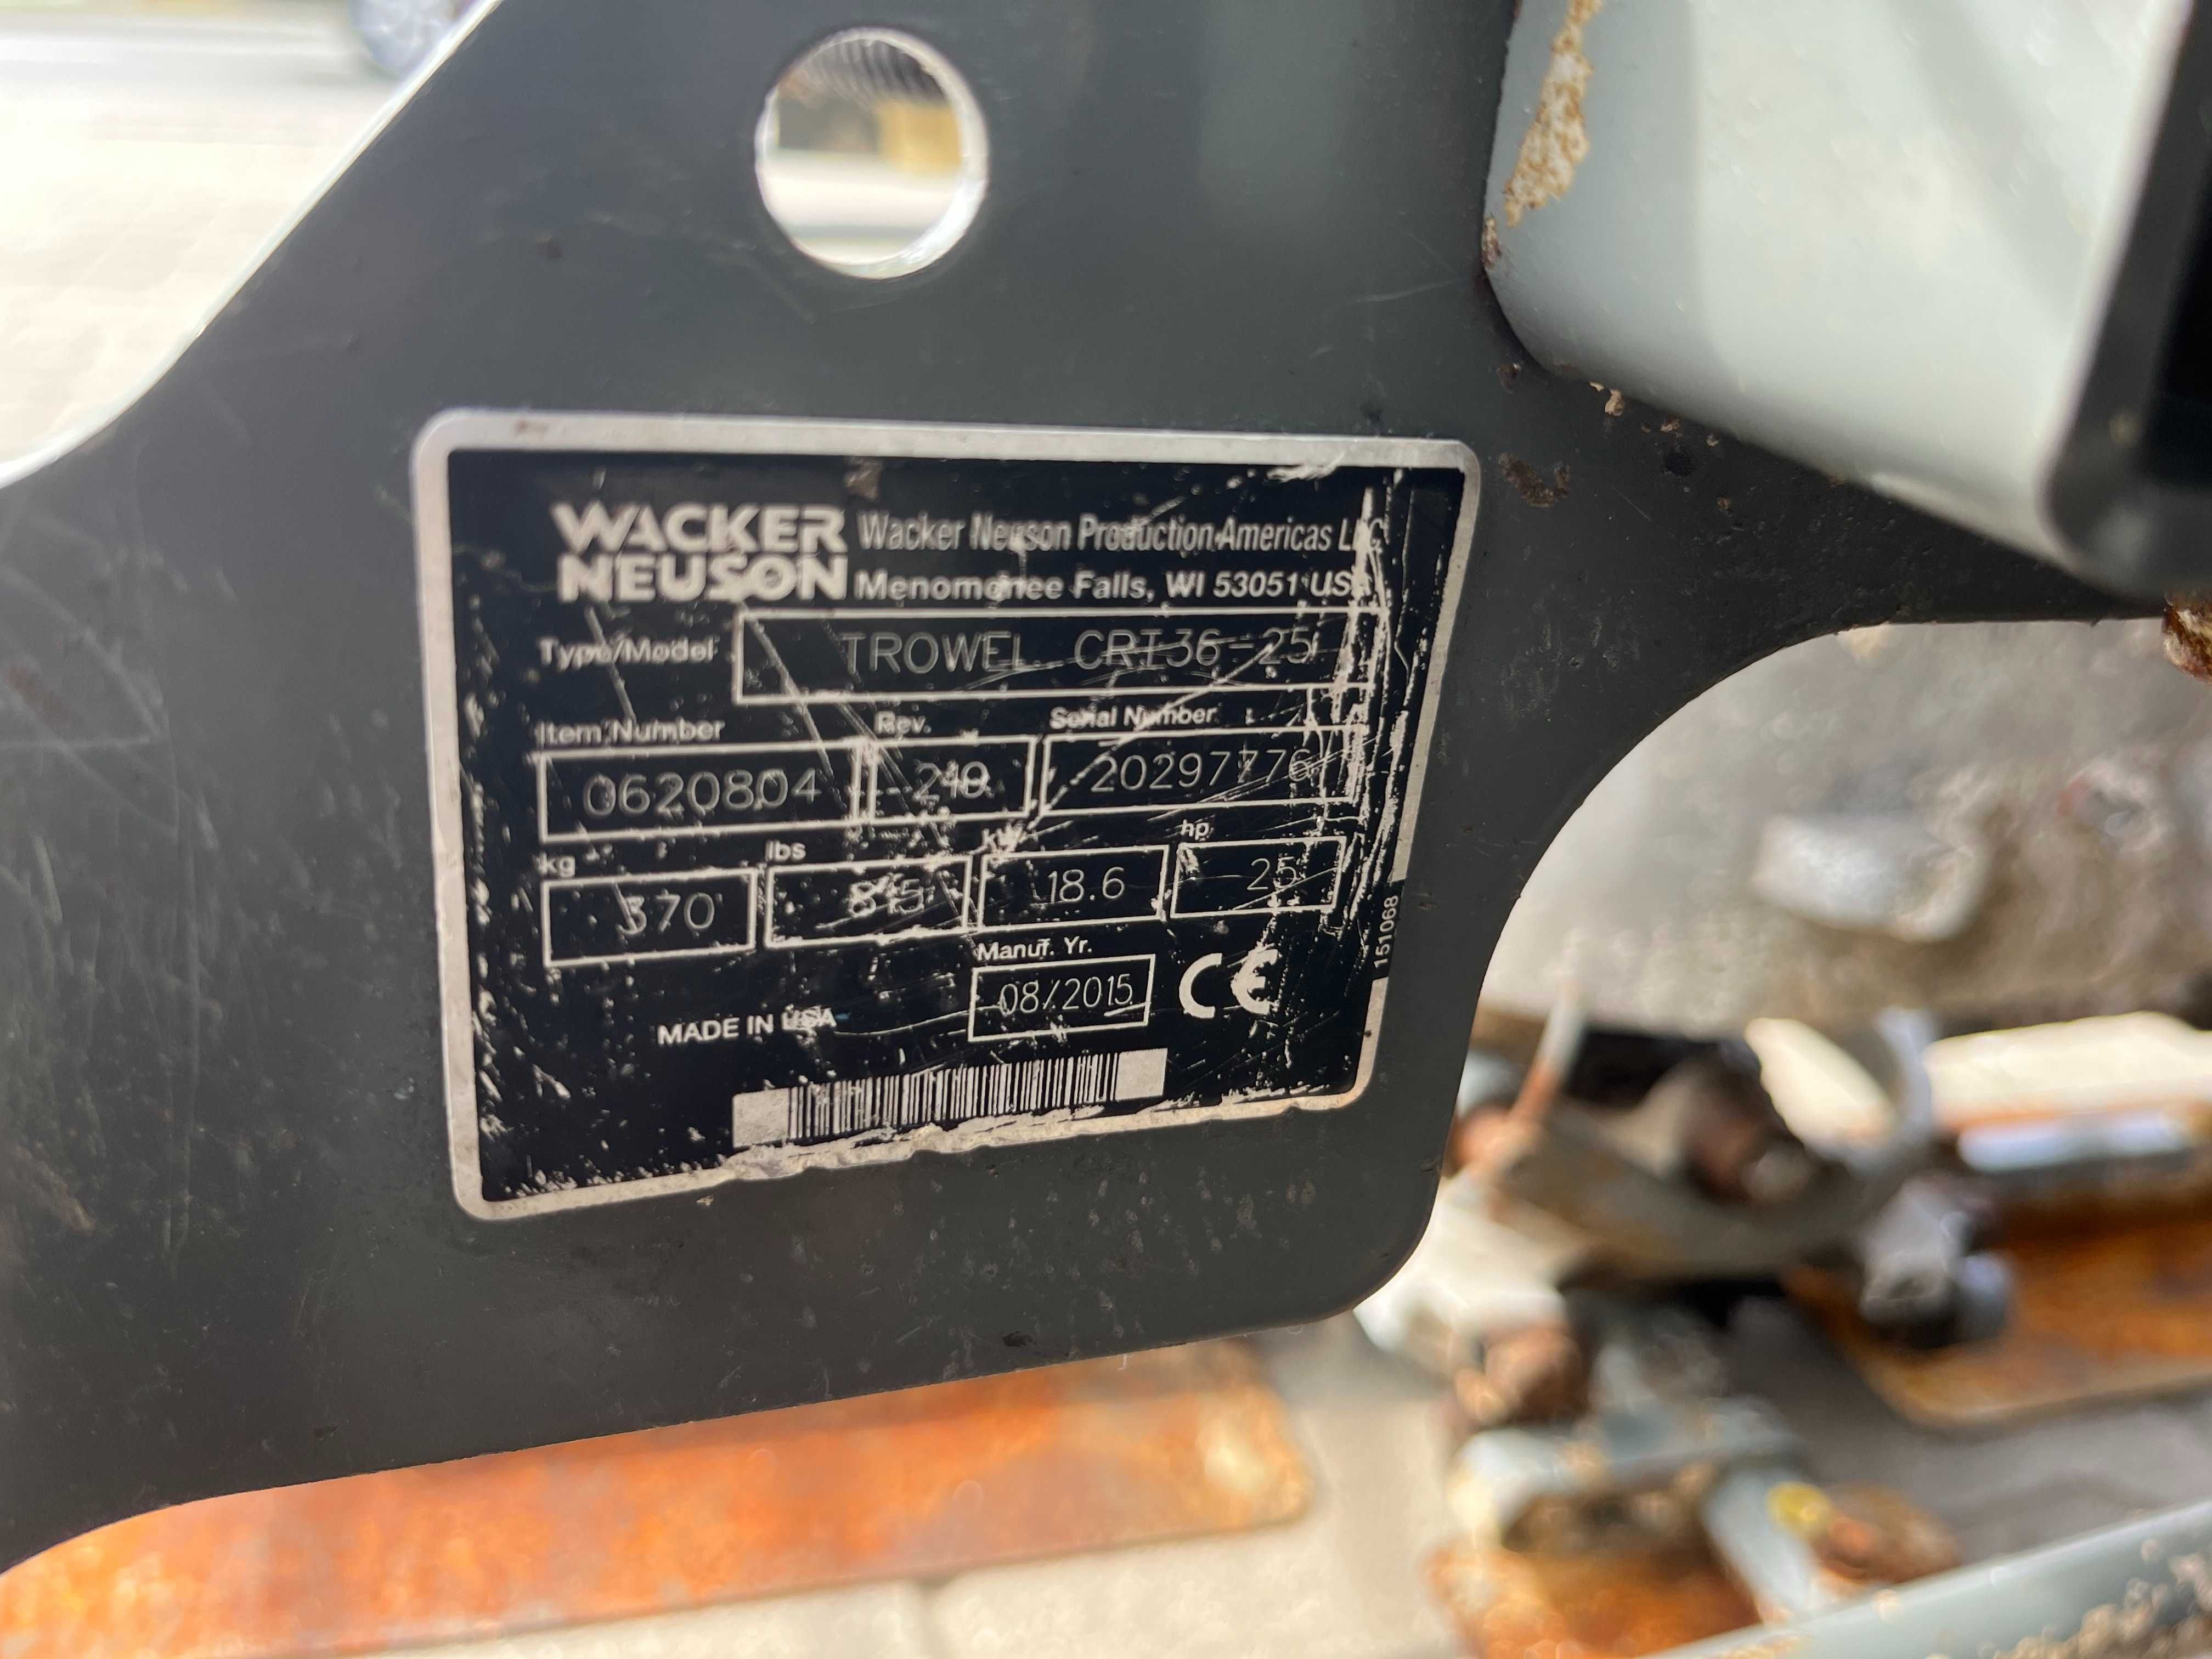 WACKER
NEUSON
Wacker Neuson Production Americas LLC
Menomonee Falls, WI 53051 USA
Type/Model TROWEL CRT36-25
Item Number Rev. Serial Number
0620804 20297776
kg lbs kW hp
370 815 18.6 25
Manuf. Yr.
MADE IN USA 08/2015 CE
151068